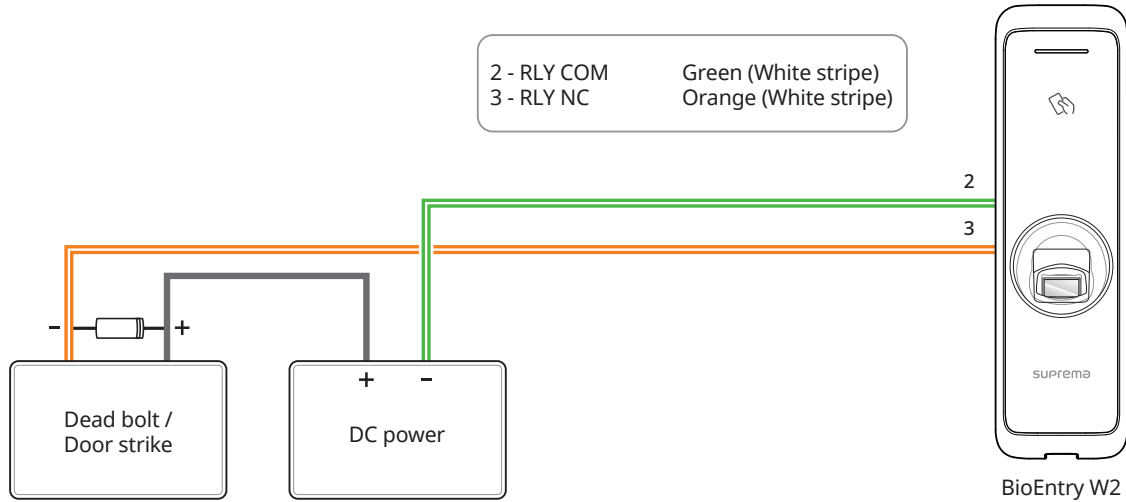 2 - RLY COM Green (White stripe)
3 - RLY NC Orange (White stripe)
2
3
- +
+ -
Dead bolt /
Door strike
DC power
suprema
BioEntry W2